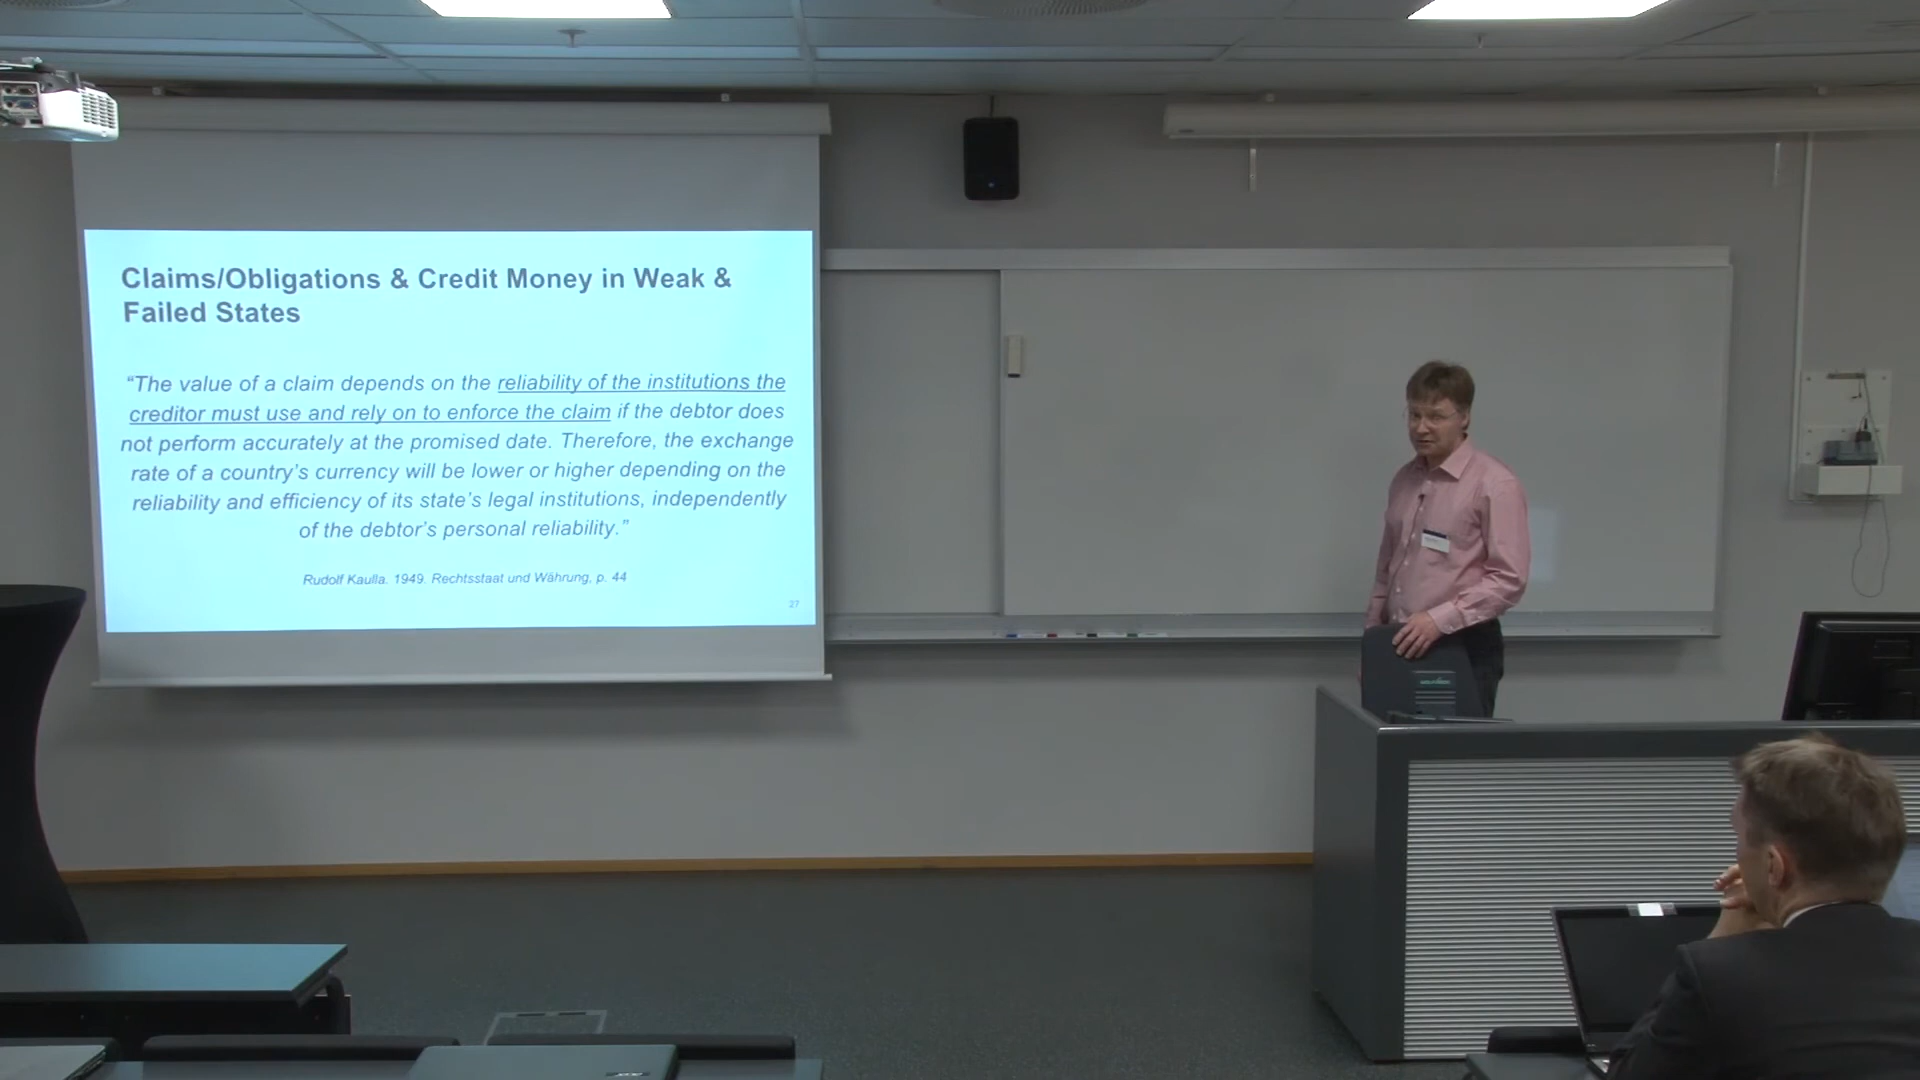 Claims/Obligations & Credit Money in Weak &
Failed States
“The value of a claim depends on the reliability of the institutions the
creditor must use and rely on to enforce the claim if the debtor does
not perform accurately at the promised date. Therefore, the exchange
rate of a country’s currency will be lower or higher depending on the
reliability and efficiency of its state’s legal institutions, independently
of the debtor’s personal reliability.”
Rudolf Kaulla. 1949. Rechtsstaat und Währung, p. 44
27